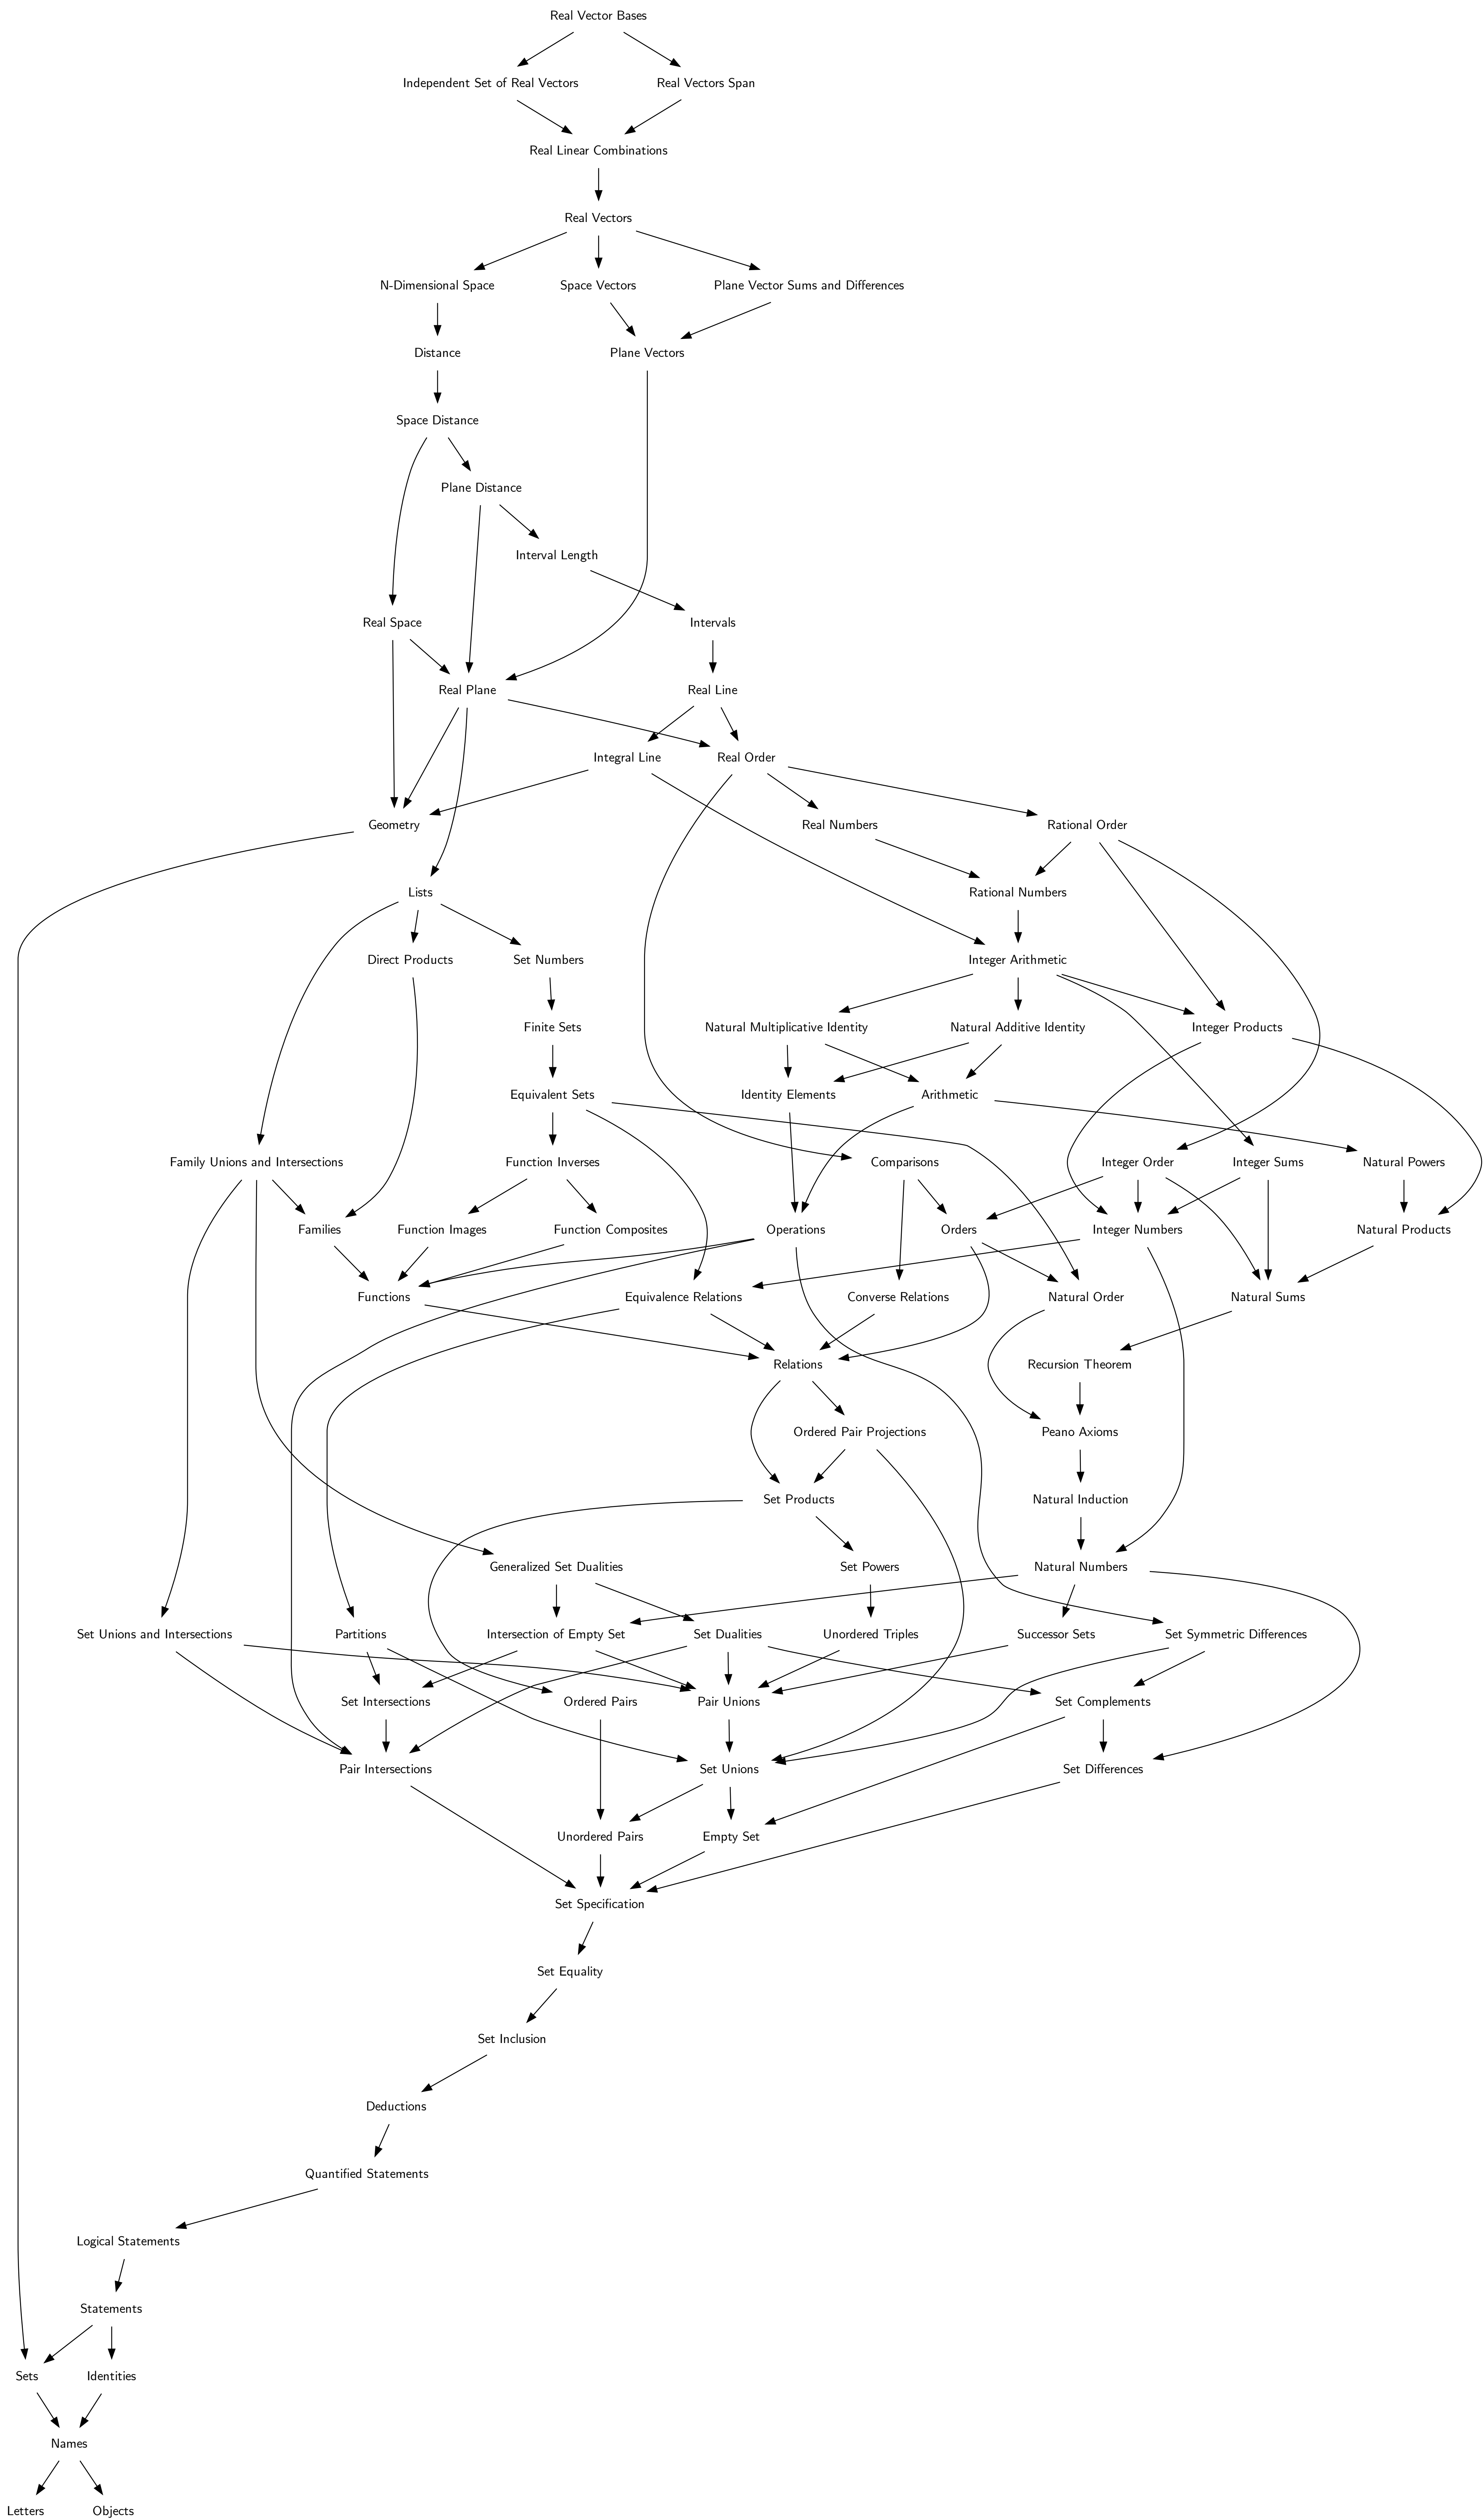 Real Vector Bases
Independent Set of Real Vectors
Real Vectors Span
Real Linear Combinations
Real Vectors
N-Dimensional Space
Space Vectors
Plane Vector Sums and Differences
Distance
Plane Vectors
Space Distance
Plane Distance
Interval Length
Real Space
Intervals
Real Plane
Real Line
Integral Line
Real Order
Geometry
Real Numbers
Rational Order
Lists
Rational Numbers
Direct Products
Set Numbers
Integer Arithmetic
Finite Sets
Natural Multiplicative Identity
Natural Additive Identity
Integer Products
Equivalent Sets
Identity Elements
Arithmetic
Family Unions and Intersections
Function Inverses
Comparisons
Integer Order
Integer Sums
Natural Powers
Families
Function Images
Function Composites
Operations
Orders
Integer Numbers
Natural Products
Functions
Equivalence Relations
Converse Relations
Natural Order
Natural Sums
Relations
Recursion Theorem
Ordered Pair Projections
Peano Axioms
Set Products
Natural Induction
Generalized Set Dualities
Set Powers
Natural Numbers
Set Unions and Intersections
Partitions
Intersection of Empty Set
Set Dualities
Unordered Triples
Successor Sets
Set Symmetric Differences
Set Intersections
Ordered Pairs
Pair Unions
Set Complements
Pair Intersections
Set Unions
Set Differences
Unordered Pairs
Empty Set
Set Specification
Set Equality
Set Inclusion
Deductions
Quantified Statements
Logical Statements
Statements
Sets
Identities
Names
Letters
Objects